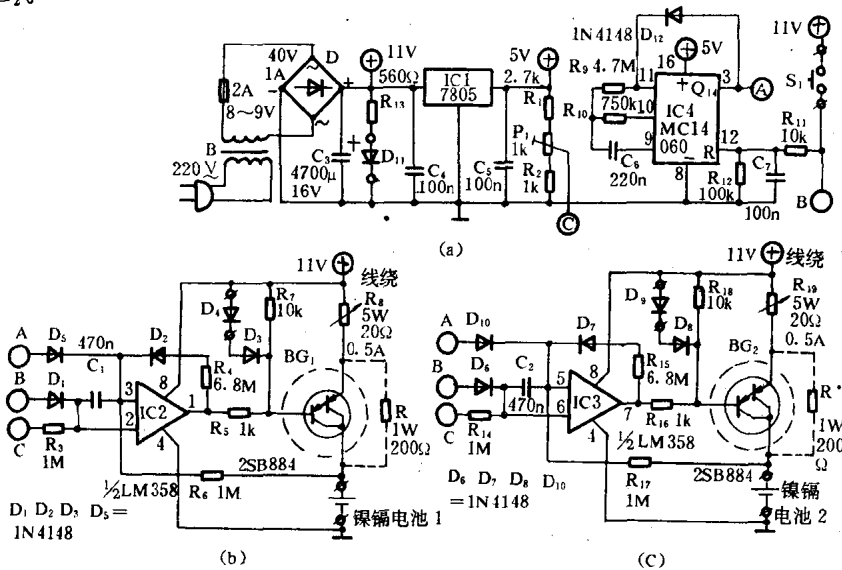 40V
D
1A
2A
8～9V
B
220V
~
11V
560Ω
R₁₃
D₁₁
C₃
4700μ
16V
C₄
100n
IC1
7805
5V
2.7k
R₁
P₁
1k
R₂
1k
C₅
100n
C
1N4148 D₁₂
5V
16
R₉ 4.7M
11
3
A
Q₁₄
750k
R₁₀
10
IC4
MC14
060
9
12
R
8
C₆
220n
R₁₂
100k
C₇
100n
R₁₁
10k
11V
S₁
B
(a)
11V
线绕
R₈
5W
20Ω
0.5A
R₇
10k
D₄
D₃
A
D₅
470n
C₁
D₂
R₄
6.8M
B
D₁
C
R₃
1M
3
2
8
1
4
IC2
R₅ 1k
BG₁
R
1W
200Ω
½LM358
2SB884
R₆ 1M
镍镉电池1
D₁ D₂ D₃ D₅=
1N4148
(b)
11V
线绕
R₁₉
5W
20Ω
0.5A
R₁₈
10k
D₉
D₈
A
D₁₀
D₇
R₁₅
6.8M
B
D₆
C₂
470n
C
R₁₄
1M
5
6
8
7
4
IC3
R₁₆ 1k
BG₂
R
1W
200
Ω
½LM358
2SB884
R₁₇
1M
镍镉
电池2
D₆ D₇ D₈ D₁₀
=1N4148
(C)